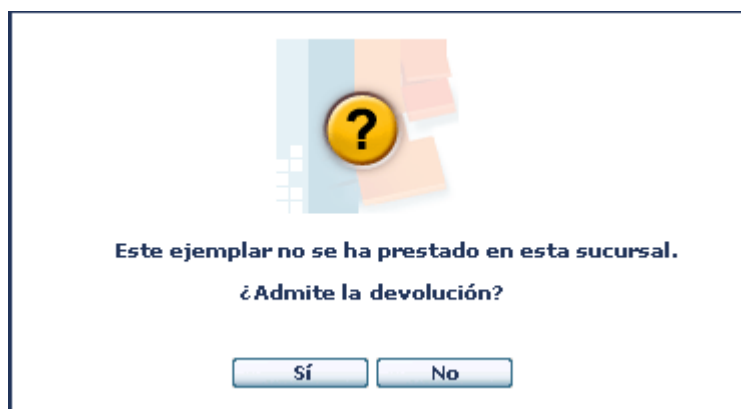 ?
Este ejemplar no se ha prestado en esta sucursal.
¿Admite la devolución?
Sí No